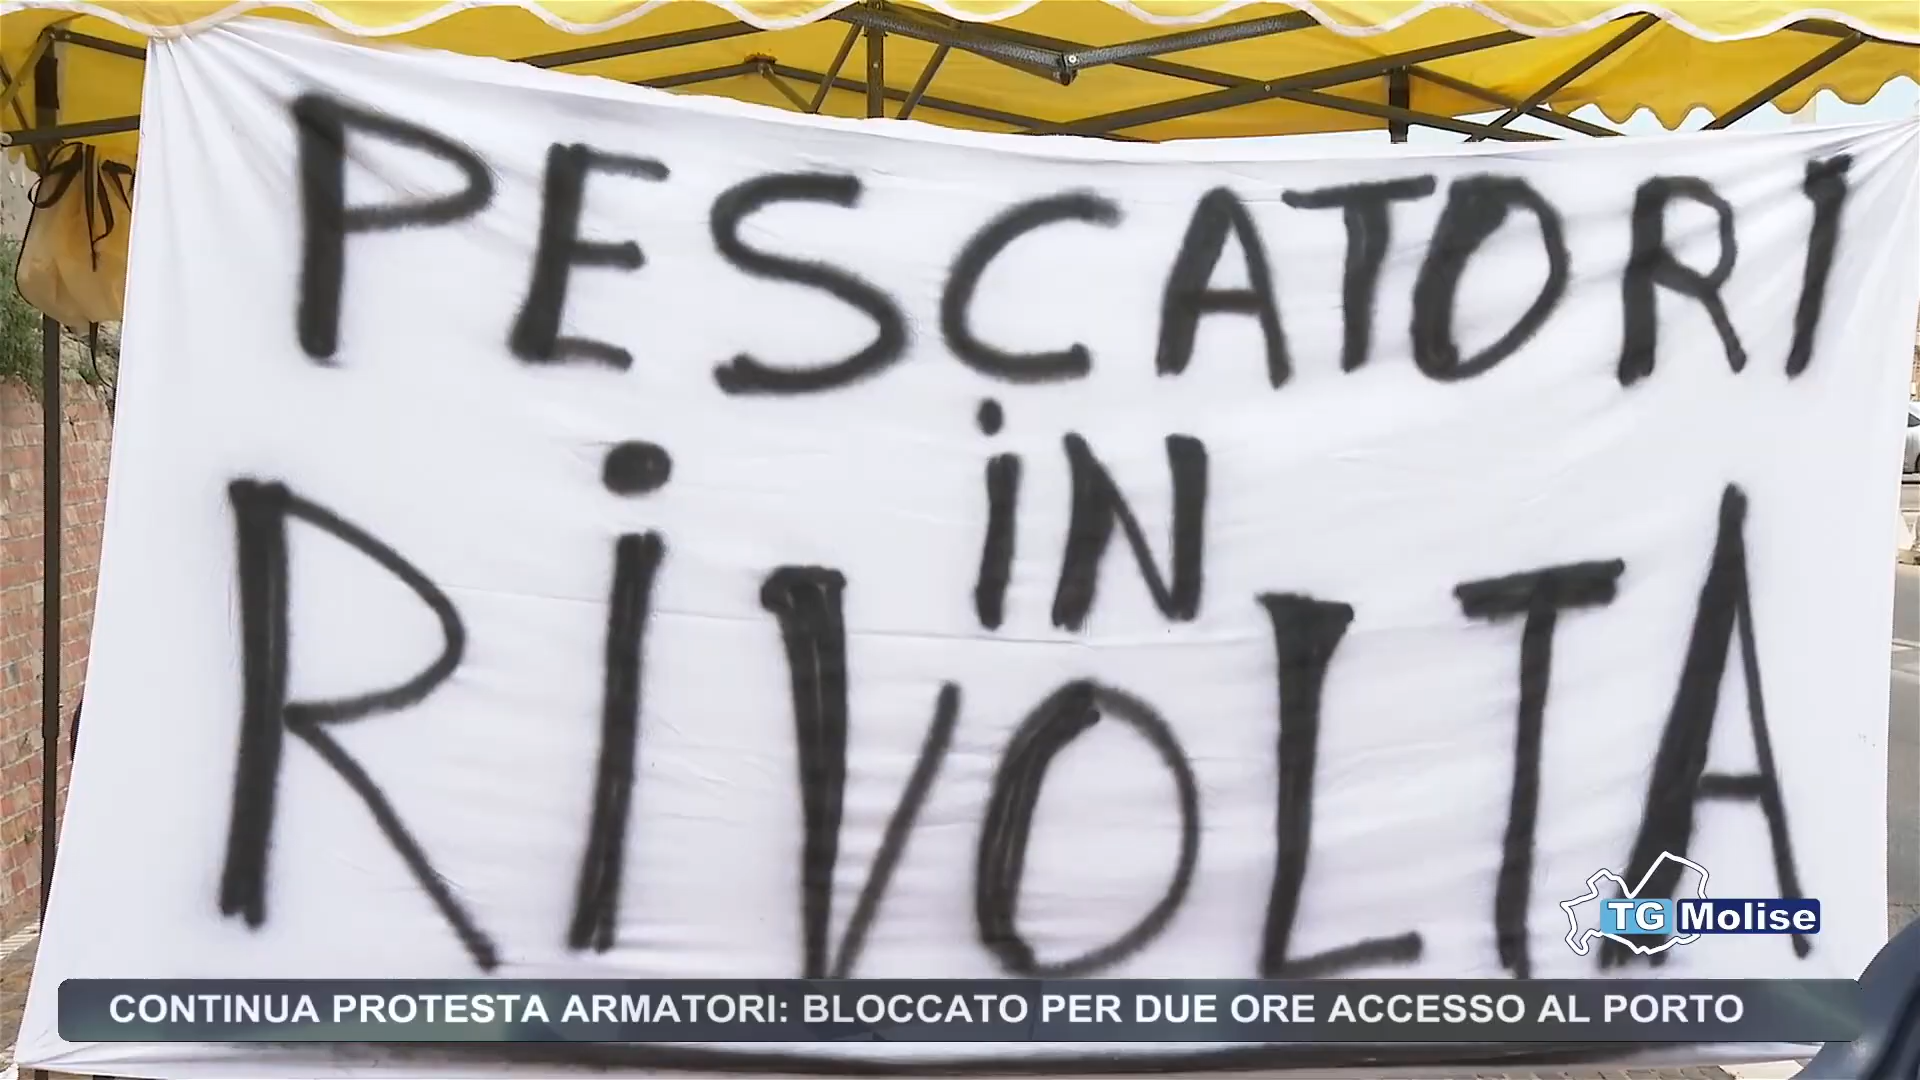 PESCATORI
iN
RiVOLTA
TG Molise
CONTINUA PROTESTA ARMATORI: BLOCCATO PER DUE ORE ACCESSO AL PORTO